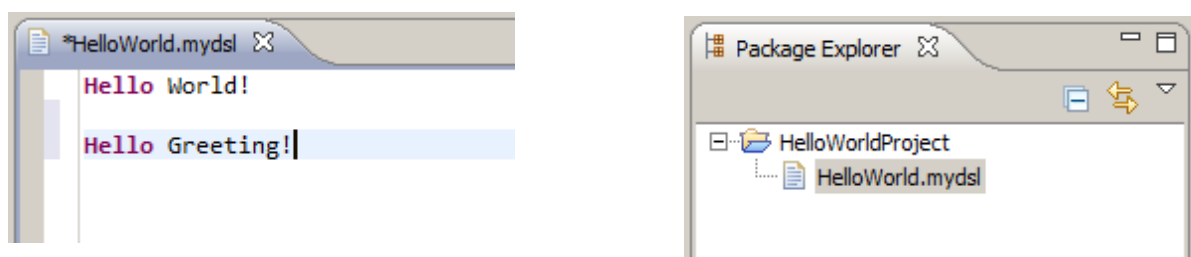 *HelloWorld.mydsl
Hello World!
Hello Greeting!
Package Explorer
HelloWorldProject
HelloWorld.mydsl